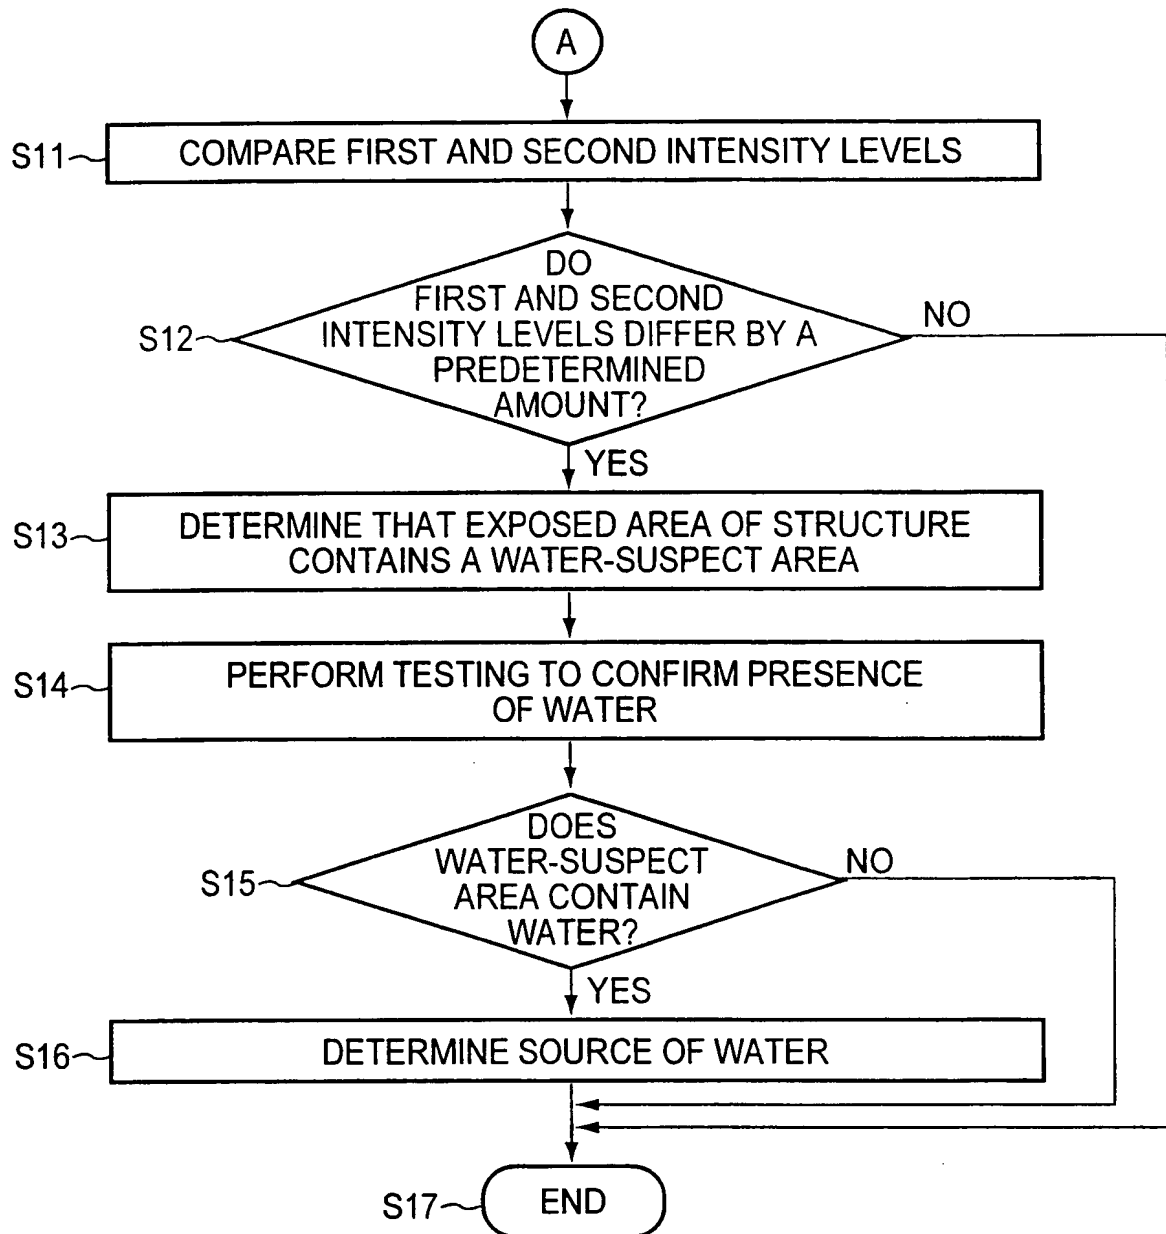 A
S11
COMPARE FIRST AND SECOND INTENSITY LEVELS
S12
DO
FIRST AND SECOND
INTENSITY LEVELS DIFFER BY A
PREDETERMINED
AMOUNT?
NO
YES
S13
DETERMINE THAT EXPOSED AREA OF STRUCTURE
CONTAINS A WATER-SUSPECT AREA
S14
PERFORM TESTING TO CONFIRM PRESENCE
OF WATER
S15
DOES
WATER-SUSPECT
AREA CONTAIN
WATER?
NO
YES
S16
DETERMINE SOURCE OF WATER
S17
END